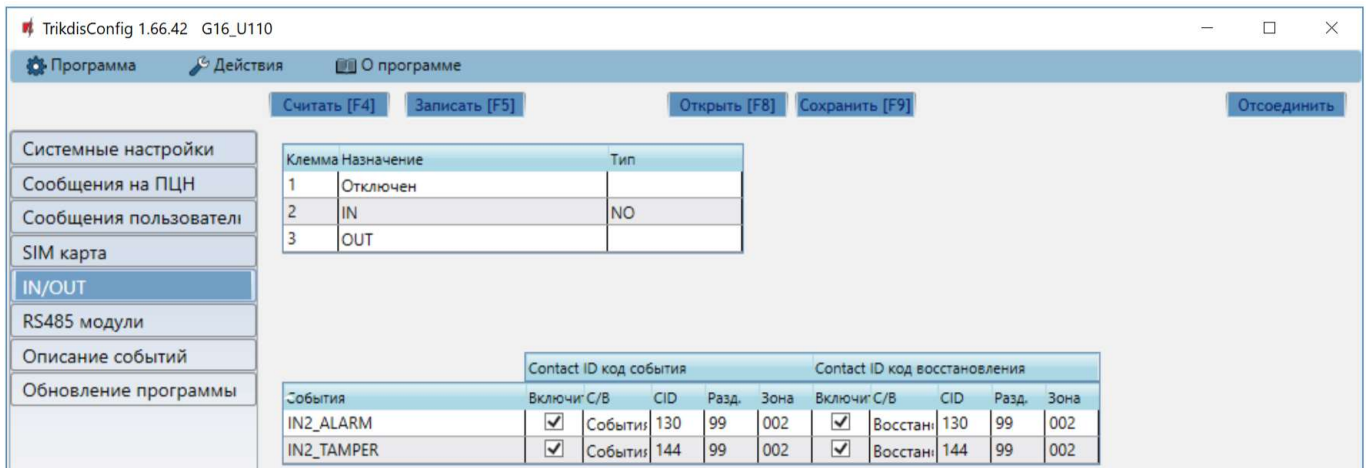 TrikdisConfig 1.66.42 G16_U110
Программа Действия О программе
Считать [F4] Записать [F5] Открыть [F8] Сохранить [F9] Отсоединить
Системные настройки
Сообщения на ПЦН
Сообщения пользовател
SIM карта
IN/OUT
RS485 модули
Описание событий
Обновление программы
Клемма Назначение Тип
1 Отключен
2 IN NO
3 OUT
Contact ID код события Contact ID код восстановления
События Включи С/В CID Разд. Зона Включи С/В CID Разд. Зона
IN2_ALARM События 130 99 002 Восстан 130 99 002
IN2_TAMPER События 144 99 002 Восстан 144 99 002